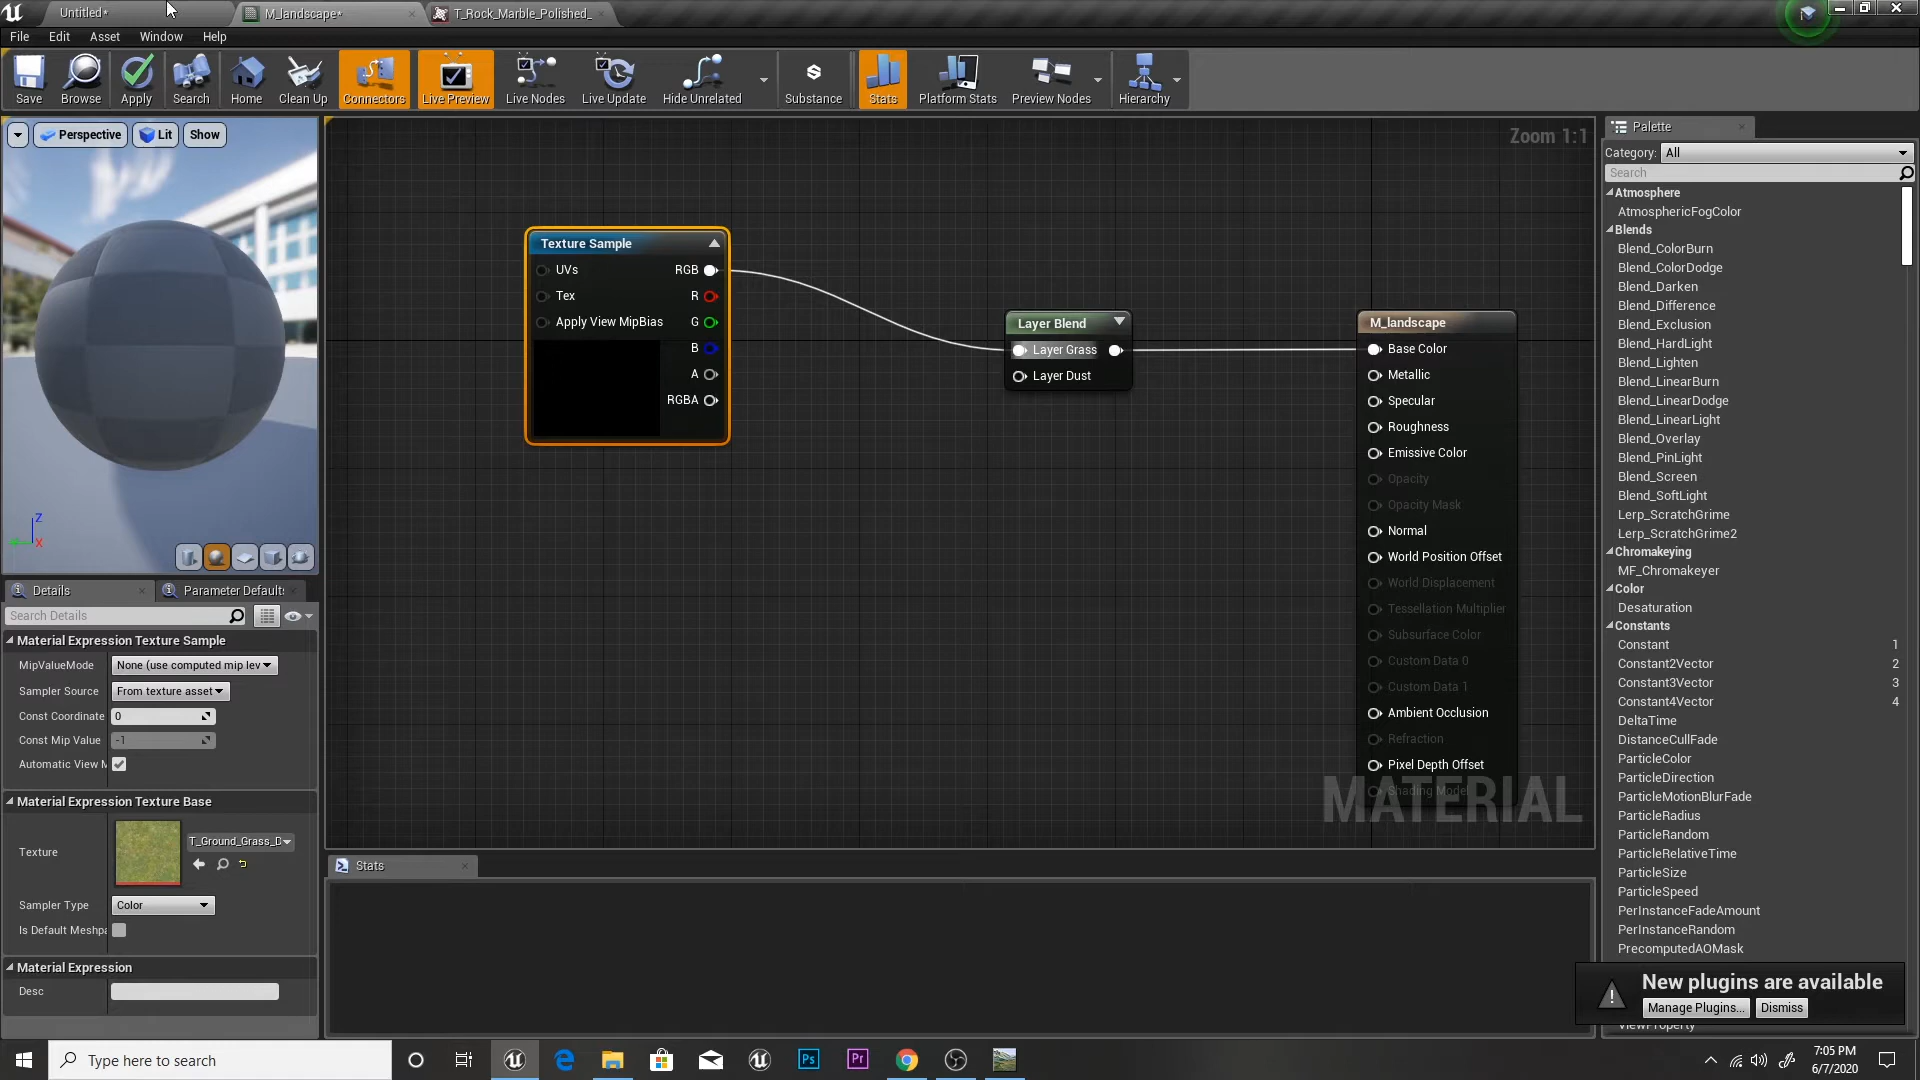 Untitled*
M_landscape*
T_Rock_Marble_Polished_
File
Edit
Asset
Window
Help
Save
Browse
Apply
Search
Home
Clean Up
Connectors
Live Preview
Live Nodes
Live Update
Hide Unrelated
Substance
Stats
Platform Stats
Preview Nodes
Hierarchy
Perspective
Lit
Show
Z
X
Zoom 1:1
Texture Sample
UVs
RGB
Tex
R
Apply View MipBias
G
B
A
RGBA
Layer Blend
Layer Grass
Layer Dust
M_landscape
Base Color
Metallic
Specular
Roughness
Emissive Color
Opacity
Opacity Mask
Normal
World Position Offset
World Displacement
Tessellation Multiplier
Subsurface Color
Custom Data 0
Custom Data 1
Ambient Occlusion
Refraction
Pixel Depth Offset
MATERIAL
Details
Parameter Defaults
Search Details
Material Expression Texture Sample
MipValueMode
None (use computed mip lev
Sampler Source
From texture asset
Const Coordinate
0
Const Mip Value
-1
Automatic View M
Material Expression Texture Base
Texture
T_Ground_Grass_D
Sampler Type
Color
Is Default Meshpa
Material Expression
Desc
Stats
Palette
Category:
All
Search
Atmosphere
AtmosphericFogColor
Blends
Blend_ColorBurn
Blend_ColorDodge
Blend_Darken
Blend_Difference
Blend_Exclusion
Blend_HardLight
Blend_Lighten
Blend_LinearBurn
Blend_LinearDodge
Blend_LinearLight
Blend_Overlay
Blend_PinLight
Blend_Screen
Blend_SoftLight
Lerp_ScratchGrime
Lerp_ScratchGrime2
Chromakeying
MF_Chromakeyer
Color
Desaturation
Constants
Constant 1
Constant2Vector 2
Constant3Vector 3
Constant4Vector 4
DeltaTime
DistanceCullFade
ParticleColor
ParticleDirection
ParticleMotionBlurFade
ParticleRadius
ParticleRandom
ParticleRelativeTime
ParticleSize
ParticleSpeed
PerInstanceFadeAmount
PerInstanceRandom
PrecomputedAOMask
New plugins are available
Manage Plugins...
Dismiss
ViewProperty
Type here to search
Ps
Pr
7:05 PM
6/7/2020